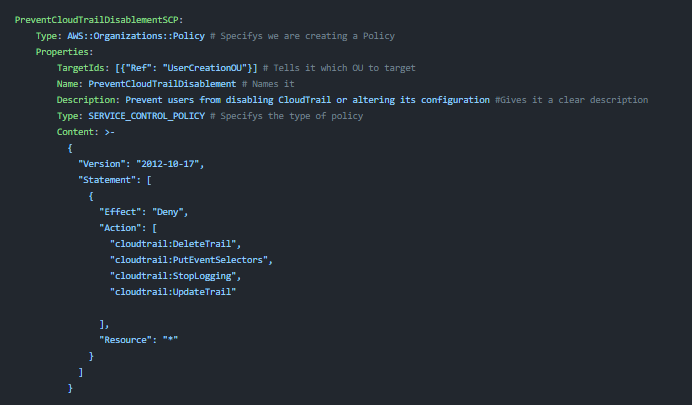 PreventCloudTrailDisablementSCP:
Type: AWS::Organizations::Policy # Specifys we are creating a Policy
Properties:
TargetIds: [{"Ref": "UserCreationOU"}] # Tells it which OU to target
Name: PreventCloudTrailDisablement # Names it
Description: Prevent users from disabling CloudTrail or altering its configuration #Gives it a clear description
Type: SERVICE_CONTROL_POLICY # Specifys the type of policy
Content: >-
{
"Version": "2012-10-17",
"Statement": [
{
"Effect": "Deny",
"Action": [
"cloudtrail:DeleteTrail",
"cloudtrail:PutEventSelectors",
"cloudtrail:StopLogging",
"cloudtrail:UpdateTrail"
],
"Resource": "*"
}
]
}